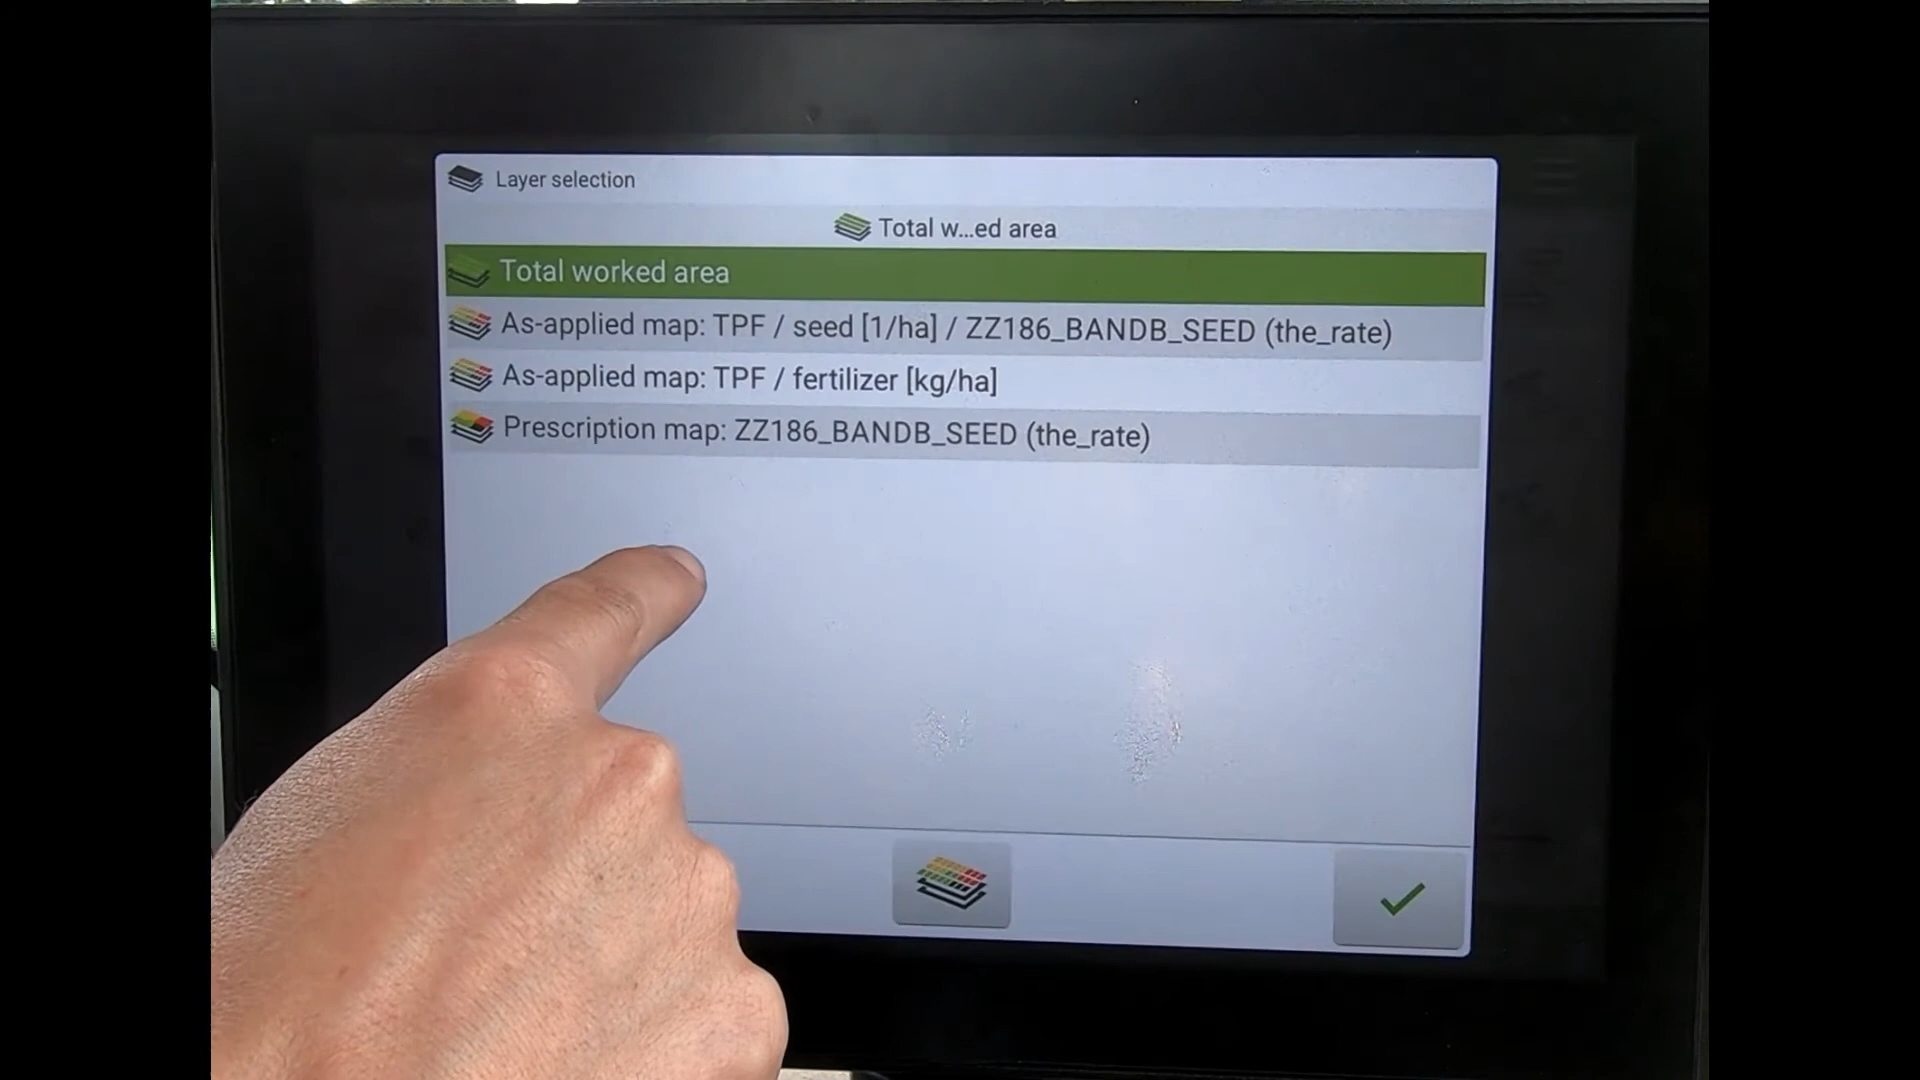 Layer selection
Total w...ed area
Total worked area
As-applied map: TPF / seed [1/ha] / ZZ186_BANDB_SEED (the_rate)
As-applied map: TPF / fertilizer [kg/ha]
Prescription map: ZZ186_BANDB_SEED (the_rate)